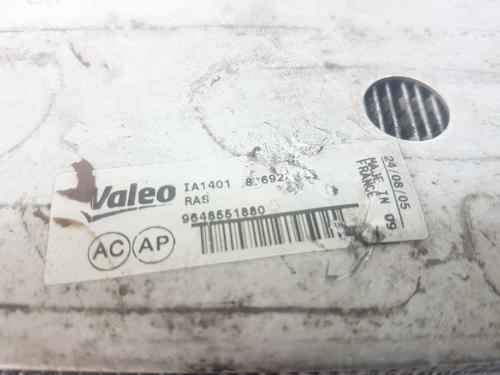 Valeo
IA1401
RAS
9648551880
AC AP
24/08/05
MADE IN
FRANCE
09